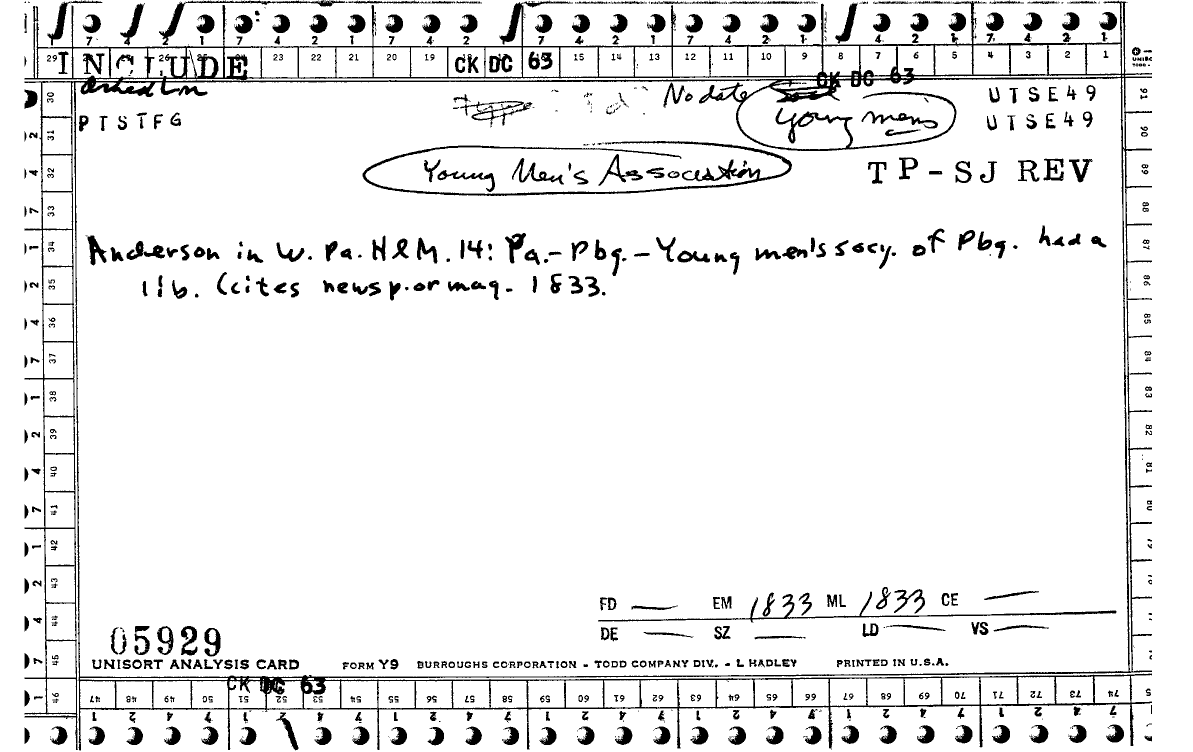 7 4 2 1 7 4 2 1 7 4 2 1 7 4 2 1 7 4 2 1 7 4 2 1
29 INCLUDE 23 22 21 20 19 CK DC 63 15 14 13 12 11 10 9 8 7 6 5 4 3 2 1
CK DC 63
No date
30 PTSTFG Young men's UTSE49 91
31 UTSE49 90
32 Young Men's Association TP-SJ REV 89
33 88
34 Anderson in W. Pa. H&M. 14: Pa.-Pbg.-Young men's socy. of Pbg. had a 87
35 lib. (cites newsp. or mag. 1833. 86
36 85
37 84
38 83
39 82
40 81
41 80
42
43
44 FD — EM 1833 ML 1833 CE —
DE — SZ — LD — VS —
05929
45 UNISORT ANALYSIS CARD FORM Y9 BURROUGHS CORPORATION - TODD COMPANY DIV. - L HADLEY PRINTED IN U.S.A.
CK DC 63
46 47 48 49 50 51 52 53 54 55 56 57 58 59 60 61 62 63 64 65 66 67 68 69 70 71 72 73 74
1 2 4 7 1 2 4 7 1 2 4 7 1 2 4 7 1 2 4 7 1 2 4 7 1 2 4 7